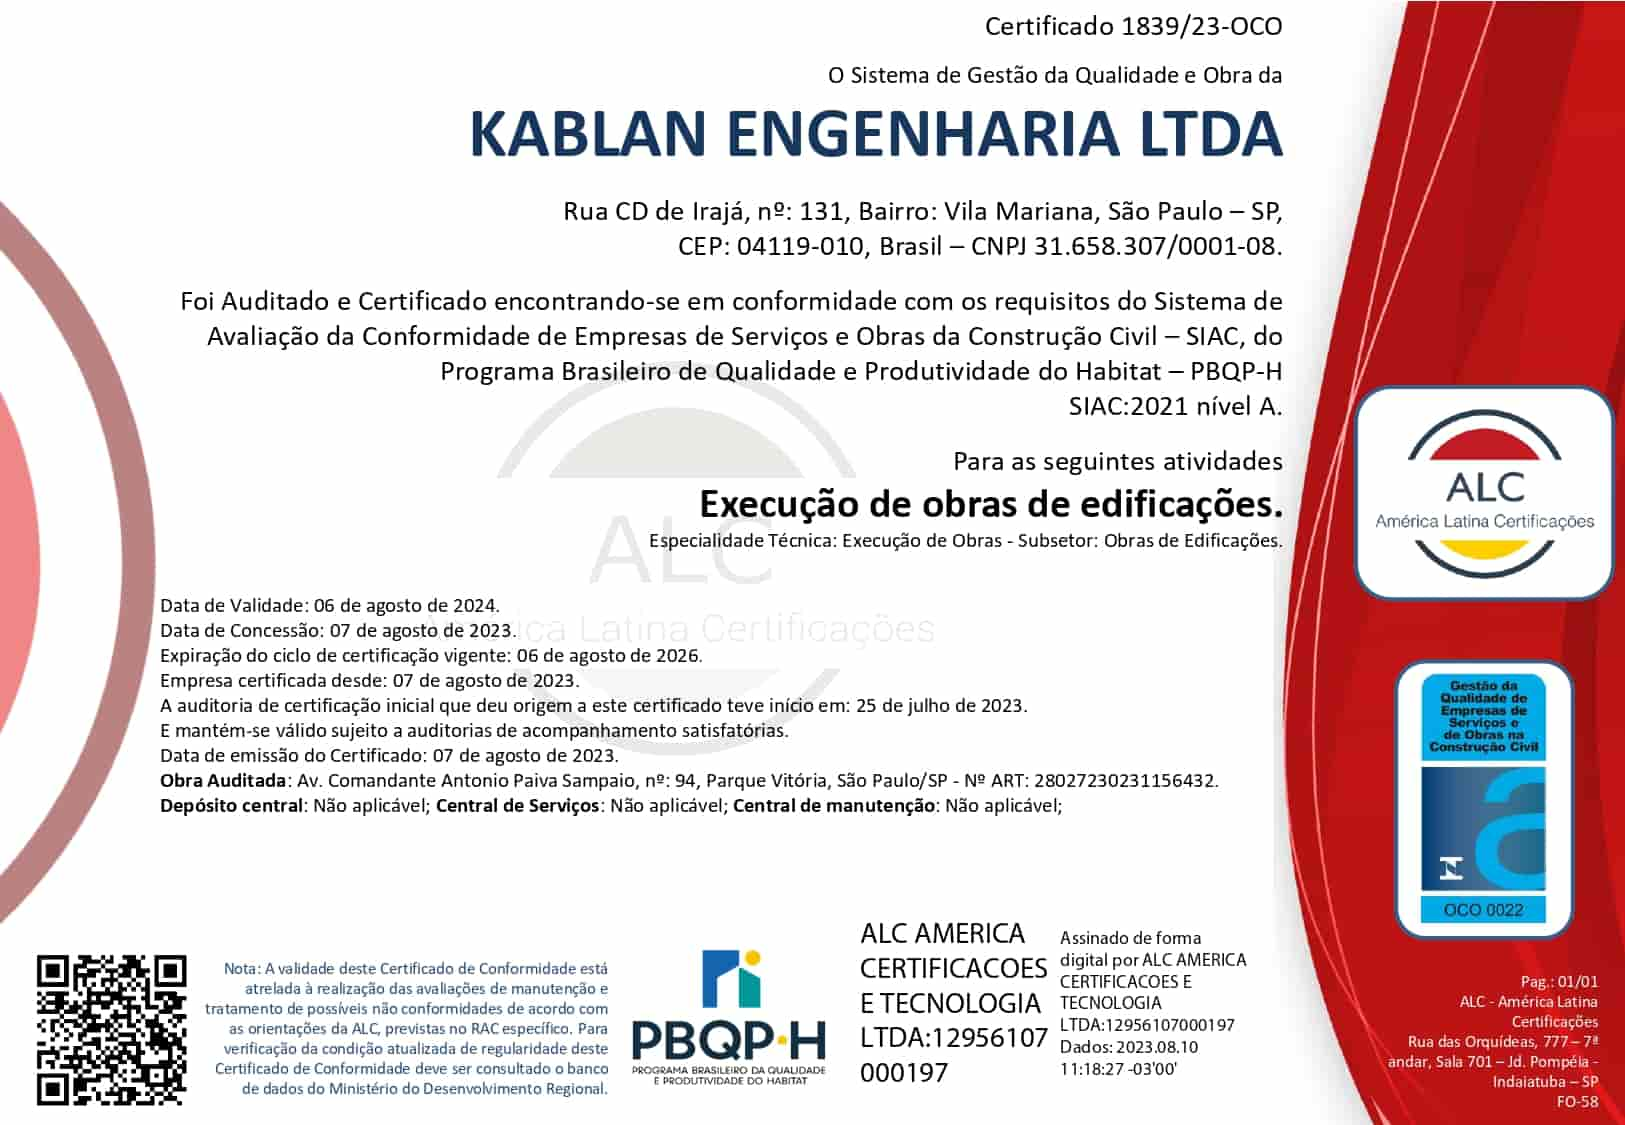 Certificado 1839/23-OCO
O Sistema de Gestão da Qualidade e Obra da
KABLAN ENGENHARIA LTDA
Rua CD de Irajá, nº: 131, Bairro: Vila Mariana, São Paulo – SP,
CEP: 04119-010, Brasil – CNPJ 31.658.307/0001-08.
Foi Auditado e Certificado encontrando-se em conformidade com os requisitos do Sistema de
Avaliação da Conformidade de Empresas de Serviços e Obras da Construção Civil – SIAC, do
Programa Brasileiro de Qualidade e Produtividade do Habitat – PBQP-H
SIAC:2021 nível A.
Para as seguintes atividades
Execução de obras de edificações.
Especialidade Técnica: Execução de Obras - Subsetor: Obras de Edificações.
ALC
América Latina Certificações
Data de Validade: 06 de agosto de 2024.
Data de Concessão: 07 de agosto de 2023.
Expiração do ciclo de certificação vigente: 06 de agosto de 2026.
Empresa certificada desde: 07 de agosto de 2023.
A auditoria de certificação inicial que deu origem a este certificado teve início em: 25 de julho de 2023.
E mantém-se válido sujeito a auditorias de acompanhamento satisfatórias.
Data de emissão do Certificado: 07 de agosto de 2023.
Obra Auditada: Av. Comandante Antonio Paiva Sampaio, nº: 94, Parque Vitória, São Paulo/SP - Nº ART: 28027230231156432.
Depósito central: Não aplicável; Central de Serviços: Não aplicável; Central de manutenção: Não aplicável;
ALC
América Latina Certificações
Gestão da
Qualidade de
Empresas de
Serviços e
de Obras na
Construção Civil
OCO 0022
Nota: A validade deste Certificado de Conformidade está
atrelada à realização das avaliações de manutenção e
tratamento de possíveis não conformidades de acordo com
as orientações da ALC, previstas no RAC específico. Para
verificação da condição atualizada de regularidade deste
Certificado de Conformidade deve ser consultado o banco
de dados do Ministério do Desenvolvimento Regional.
PBQP-H
PROGRAMA BRASILEIRO DA QUALIDADE
E PRODUTIVIDADE DO HABITAT
ALC AMERICA
CERTIFICACOES
E TECNOLOGIA
LTDA:12956107
000197
Assinado de forma
digital por ALC AMERICA
CERTIFICACOES E
TECNOLOGIA
LTDA:12956107000197
Dados: 2023.08.10
11:18:27 -03'00'
Pag.: 01/01
ALC - América Latina
Certificações
Rua das Orquídeas, 777 – 7ª
andar, Sala 701 – Jd. Pompéia -
Indaiatuba – SP
FO-58